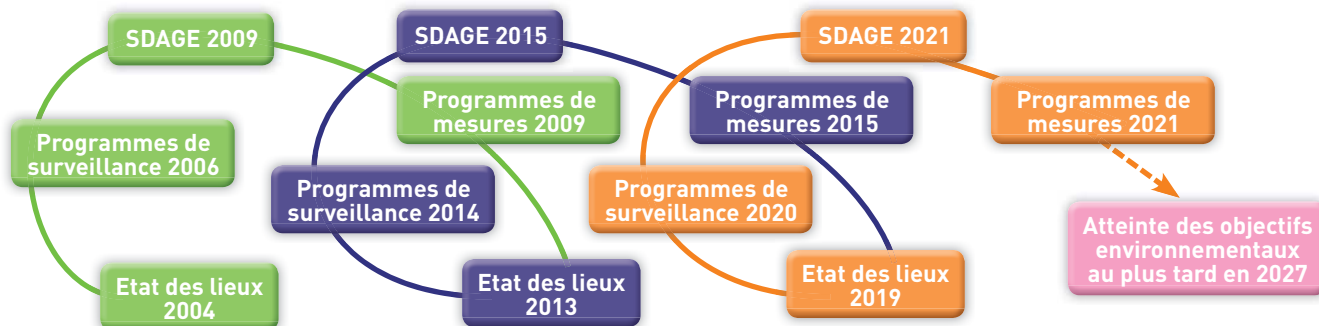 SDAGE 2009
Programmes de
surveillance 2006
Etat des lieux
2004
Programmes de
mesures 2009
SDAGE 2015
Programmes de
surveillance 2014
Etat des lieux
2013
Programmes de
mesures 2015
SDAGE 2021
Programmes de
surveillance 2020
Etat des lieux
2019
Programmes de
mesures 2021
Atteinte des objectifs
environnementaux
au plus tard en 2027